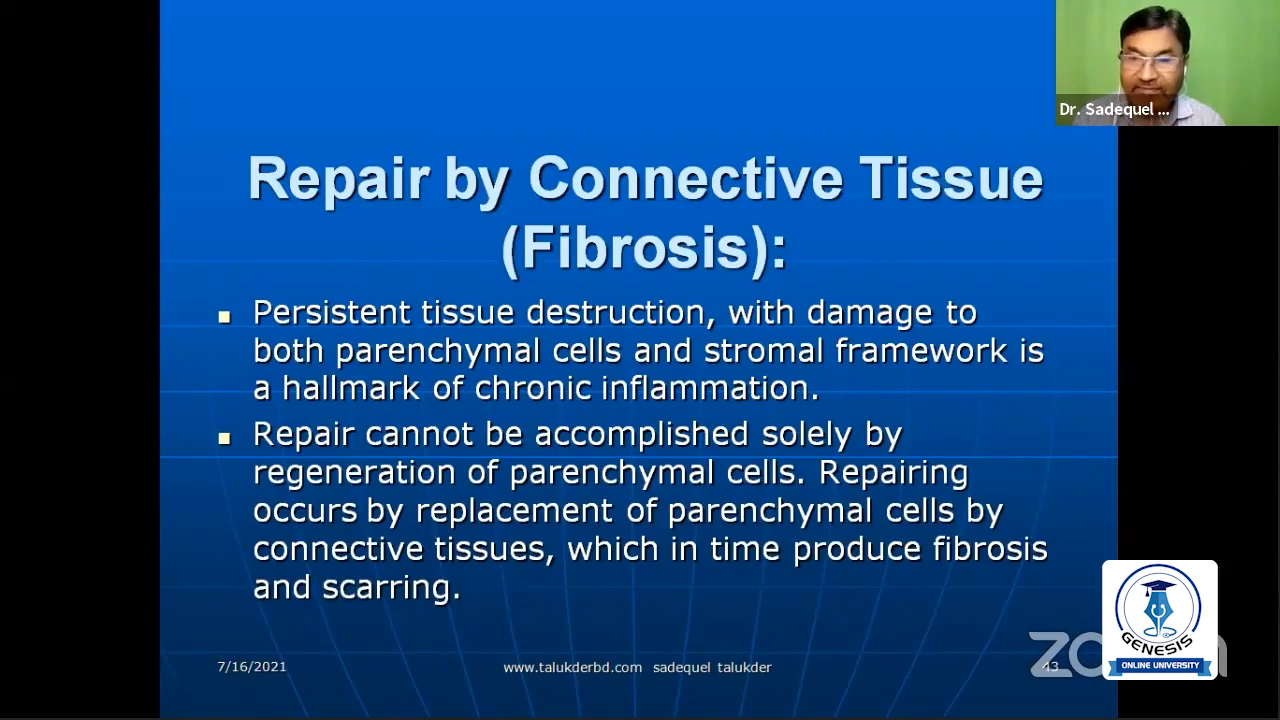 Dr. Sadequel ...
Repair by Connective Tissue
(Fibrosis):
Persistent tissue destruction, with damage to
both parenchymal cells and stromal framework is
a hallmark of chronic inflammation.
Repair cannot be accomplished solely by
regeneration of parenchymal cells. Repairing
occurs by replacement of parenchymal cells by
connective tissues, which in time produce fibrosis
and scarring.
7/16/2021
www.talukderbd.com sadequel talukder
43
GENESIS
ONLINE UNIVERSITY